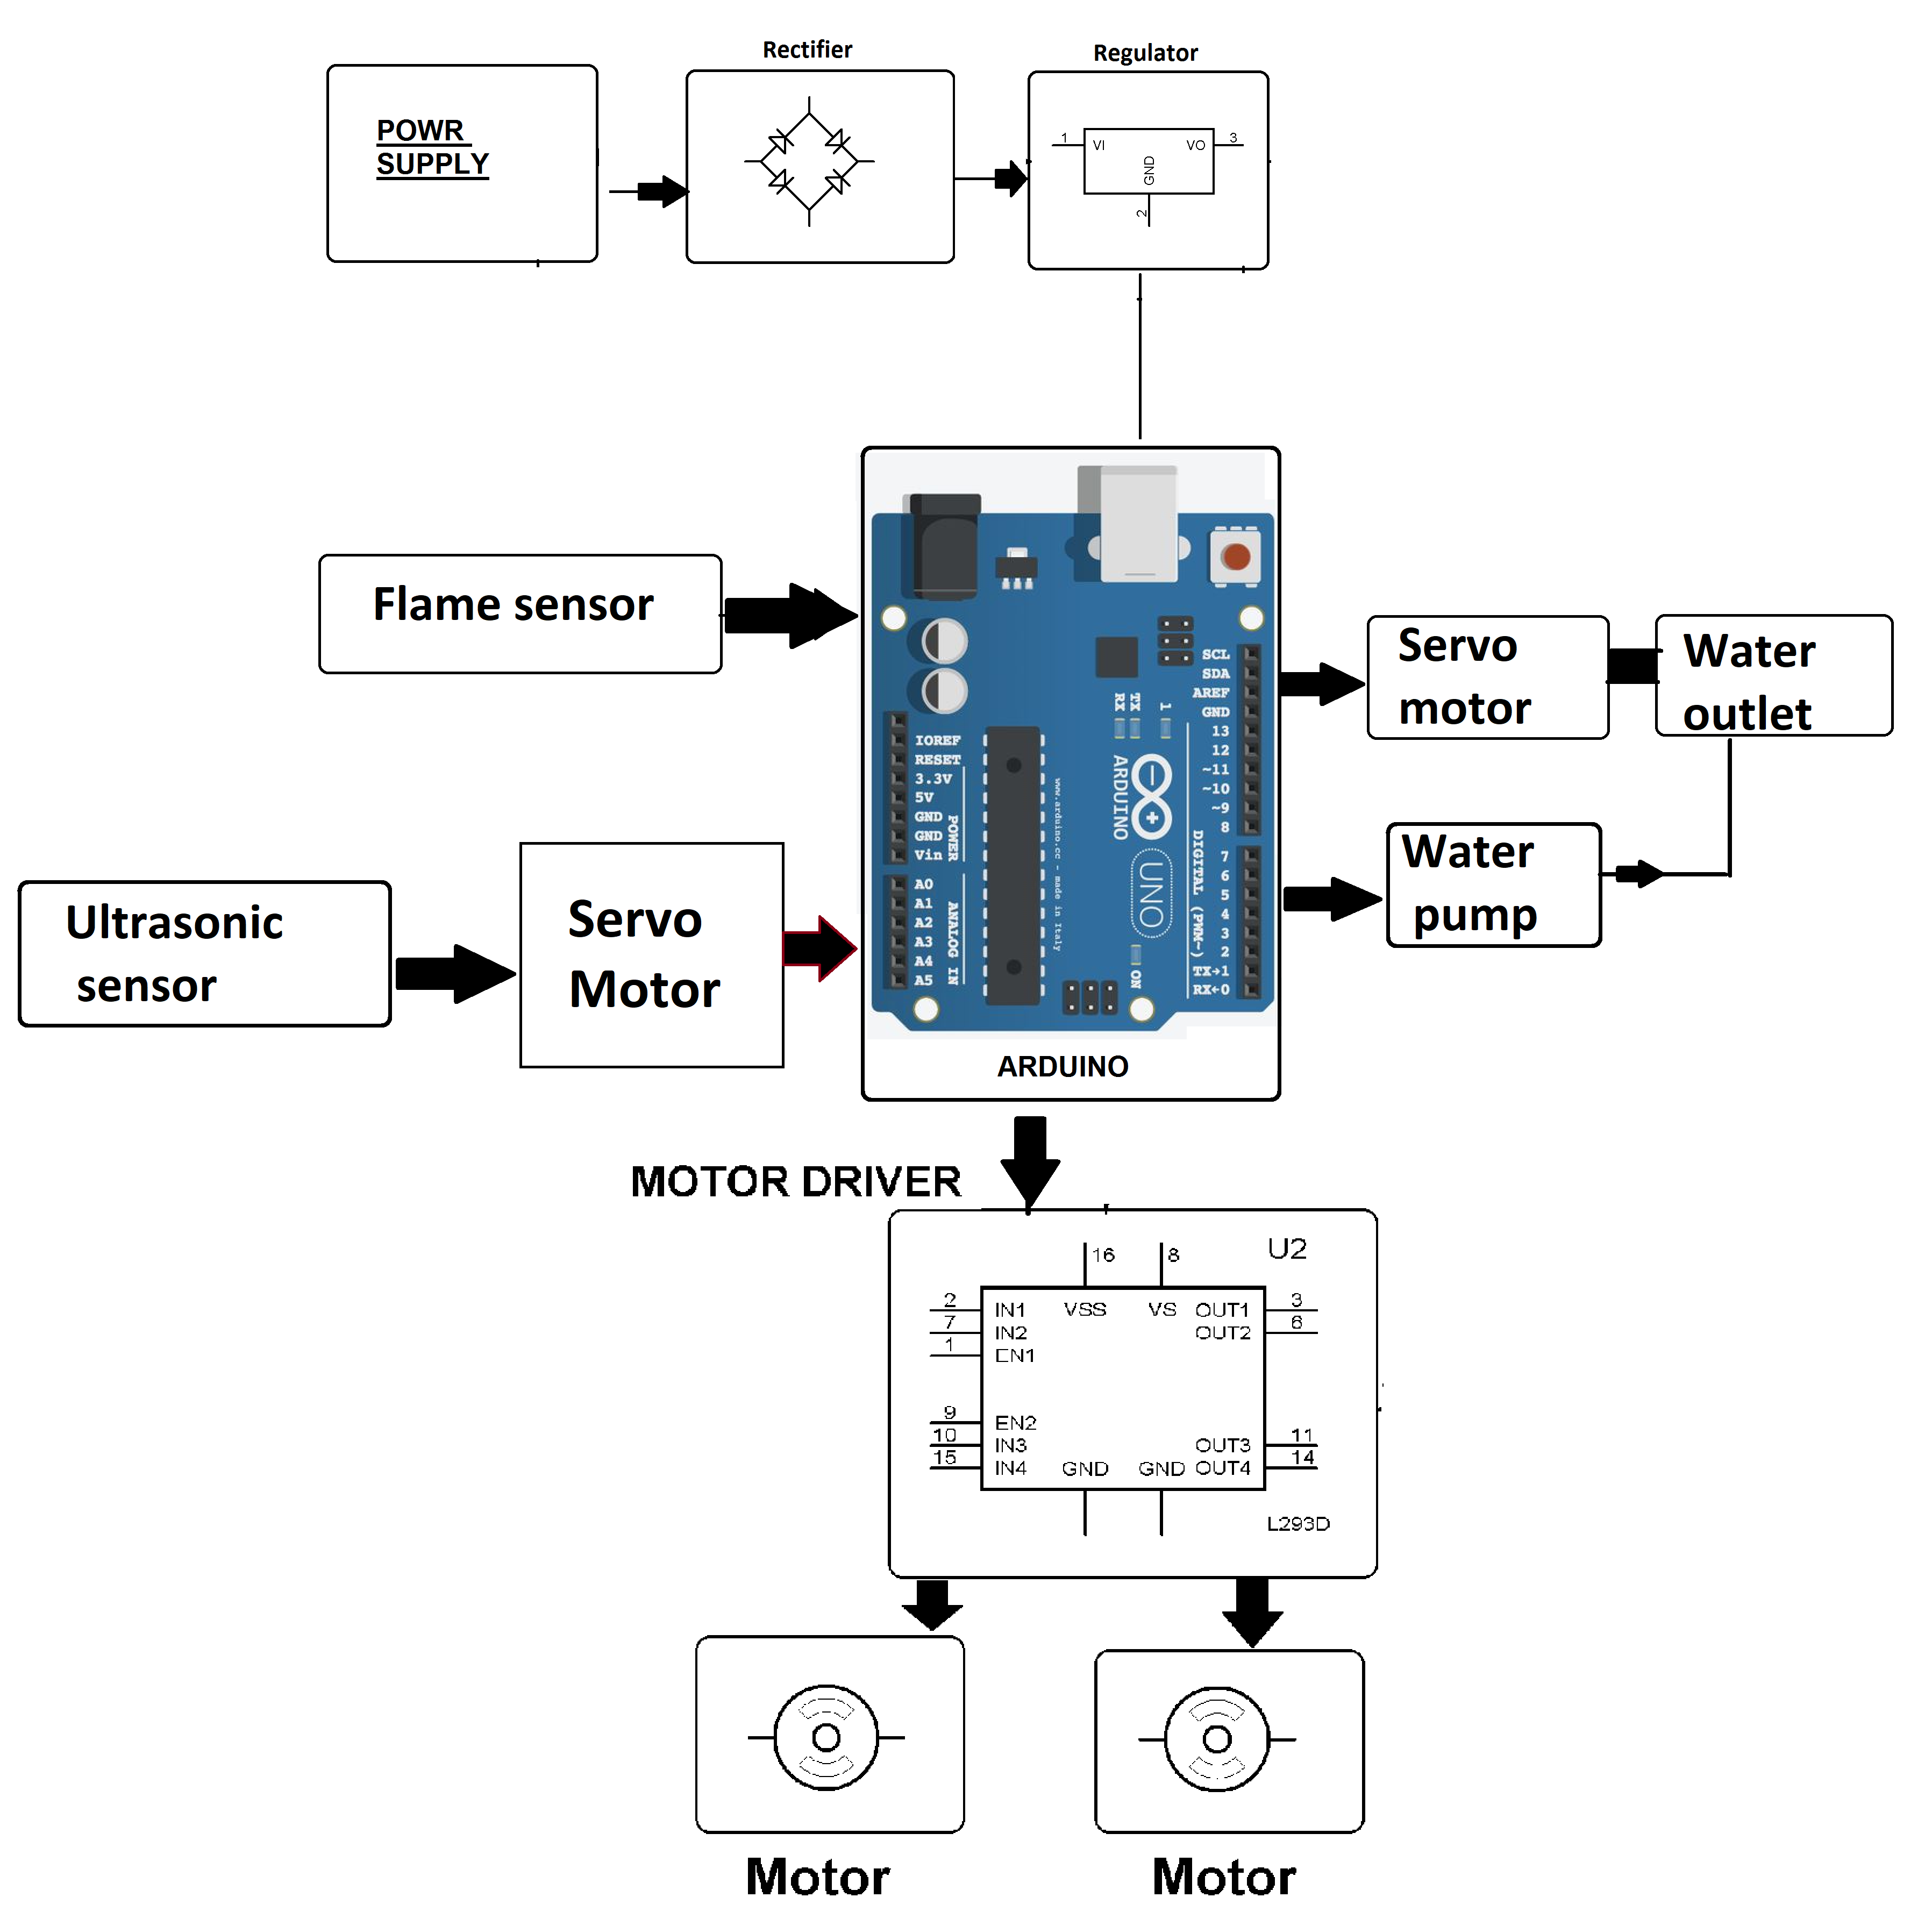 Rectifier
Regulator
POWR
SUPPLY
1
VI
VO
3
GND
2
Flame sensor
Servo
motor
Water
outlet
SCL
SDA
AREF
GND
13
12
~11
~10
~9
8
7
6
5
4
3
2
TX→1
RX←0
RX
TX
1
ARDUINO
UNO
ON
DIGITAL (PWM~)
www.arduino.cc - made in Italy
IOREF
RESET
3.3V
5V
GND
GND
Vin
POWER
A0
A1
A2
A3
A4
A5
ANALOG IN
Water
pump
Ultrasonic
sensor
Servo
Motor
ARDUINO
MOTOR DRIVER
U2
16
8
2
IN1
VSS
VS
OUT1
3
7
IN2
OUT2
6
1
EN1
9
EN2
10
IN3
OUT3
11
15
IN4
GND
GND
OUT4
14
L293D
Motor
Motor